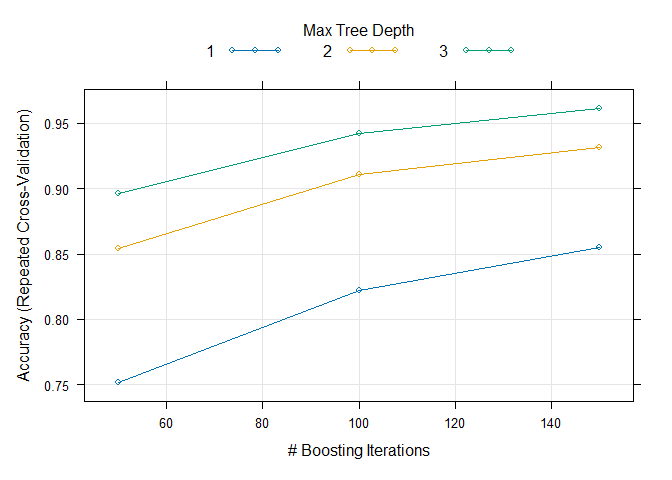 Max Tree Depth
1 2 3
Accuracy (Repeated Cross-Validation)
0.95
0.90
0.85
0.80
0.75
60 80 100 120 140
# Boosting Iterations